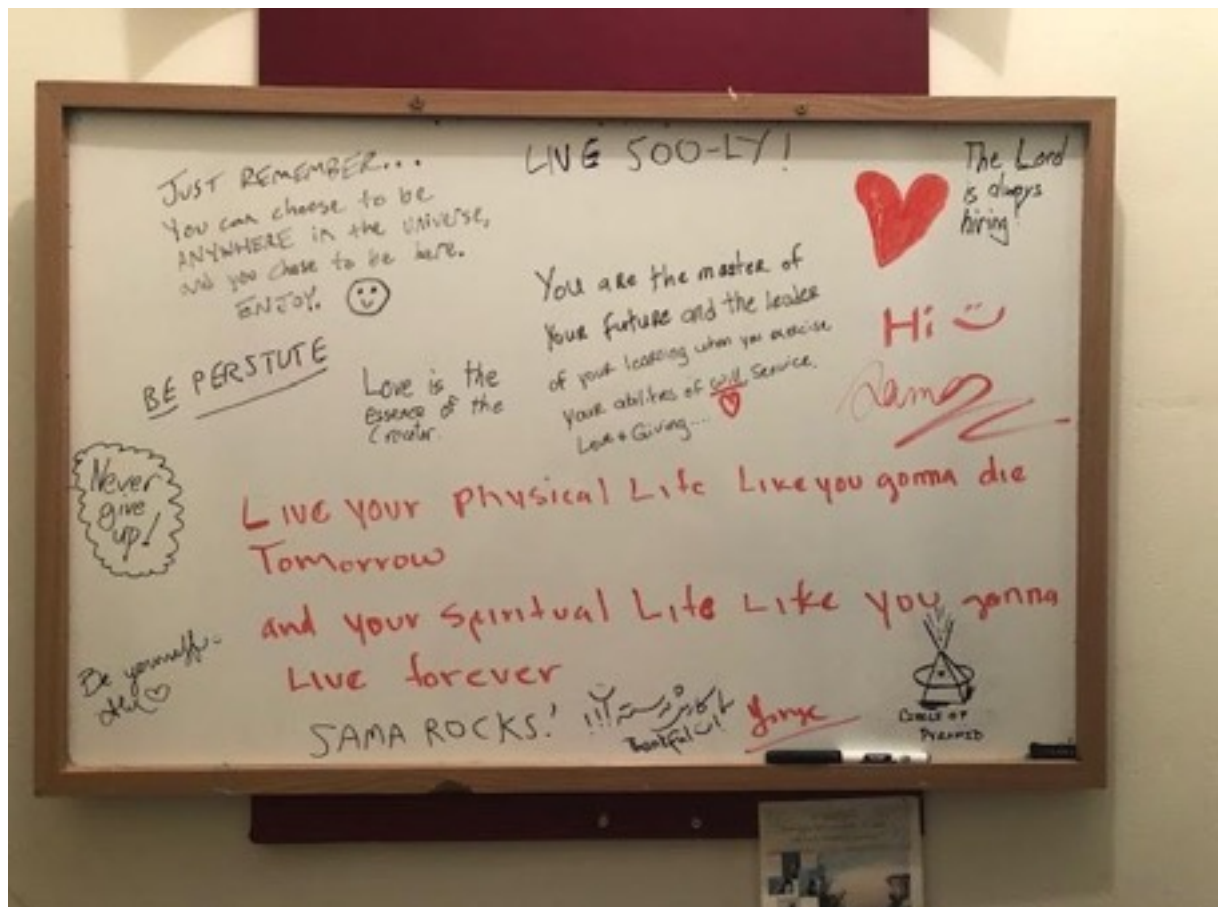 JUST REMEMBER...
You can choose to be
ANYWHERE in the UNIVERSE,
and you chose to be here.
ENJOY.
LIVE 500-LY!
The Lord
is always
hiring!
You are the master of
Your future and the leader
of your learning when you exercise
your abilities of will service,
Love + Giving....
Hi
BE PERSTUTE
Love is the
essence of the
Creator.
Never
give
up!
Live your physical Life Like you gonna die
Tomorrow
and your Spiritual Life Like you gonna
Live forever
Be yourself
SAMA ROCKS!
Thankful
CIRCLE OF
PYRAMID